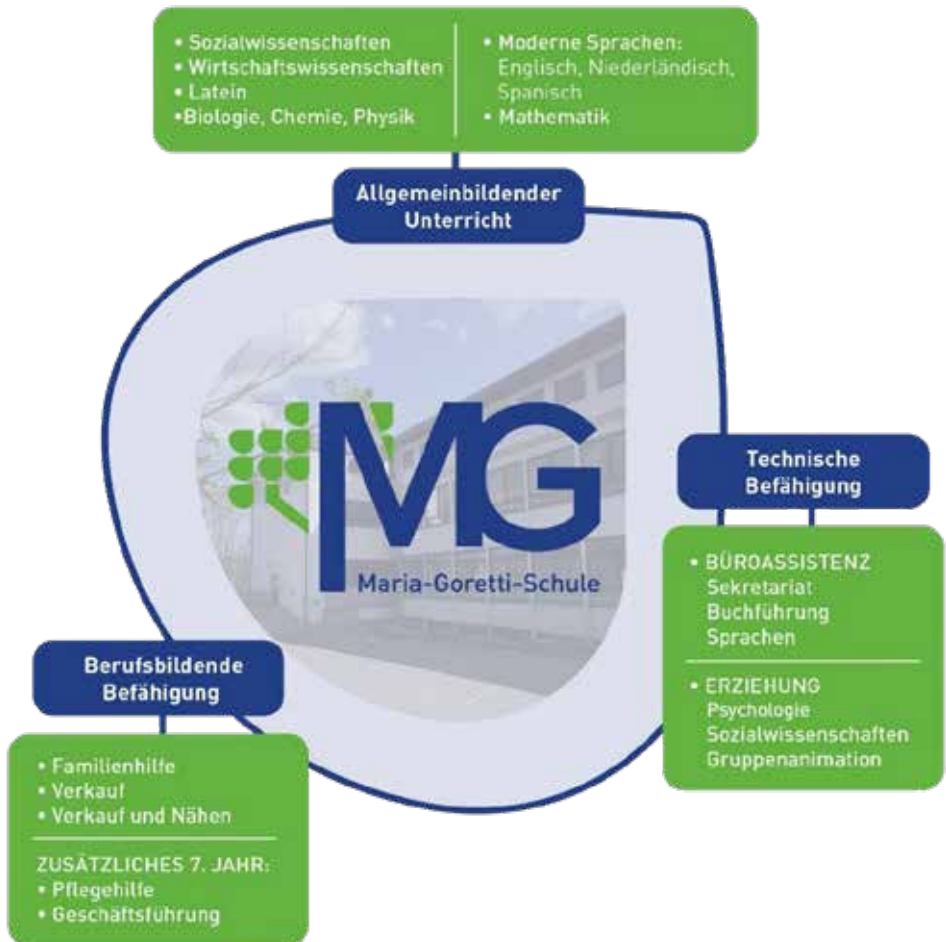 • Sozialwissenschaften
• Wirtschaftswissenschaften
• Latein
•Biologie, Chemie, Physik
• Moderne Sprachen:
Englisch, Niederländisch,
Spanisch
• Mathematik
Allgemeinbildender
Unterricht
MG
Maria-Goretti-Schule
Technische
Befähigung
• BÜROASSISTENZ
Sekretariat
Buchführung
Sprachen
• ERZIEHUNG
Psychologie
Sozialwissenschaften
Gruppenanimation
Berufsbildende
Befähigung
• Familienhilfe
• Verkauf
• Verkauf und Nähen
ZUSÄTZLICHES 7. JAHR:
• Pflegehilfe
• Geschäftsführung